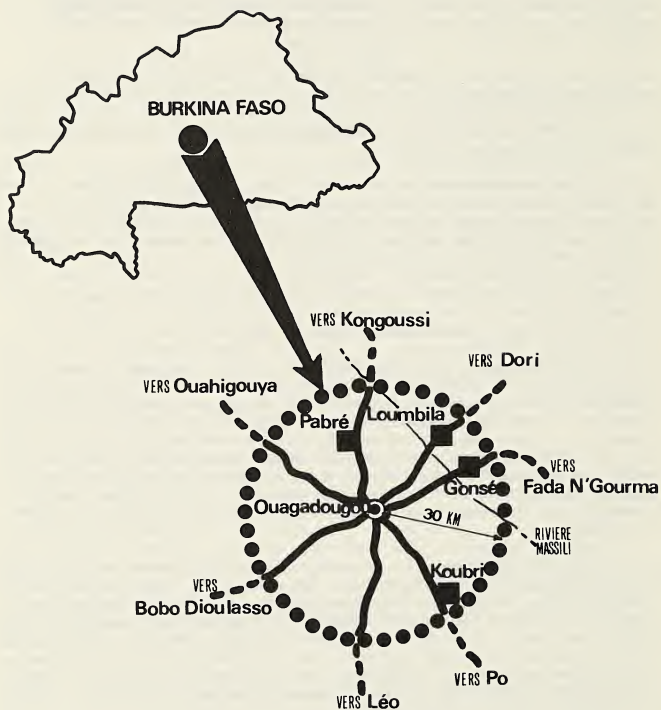 BURKINA FASO
VERS Kongoussi
VERS Dori
VERS Ouahigouya
Pabré
Loumbila
VERS
Fada N'Gourma
Gonsé
Ouagadougou
30 KM
RIVIERE
MASSILI
Koubri
VERS
Bobo Dioulasso
VERS Po
VERS Léo